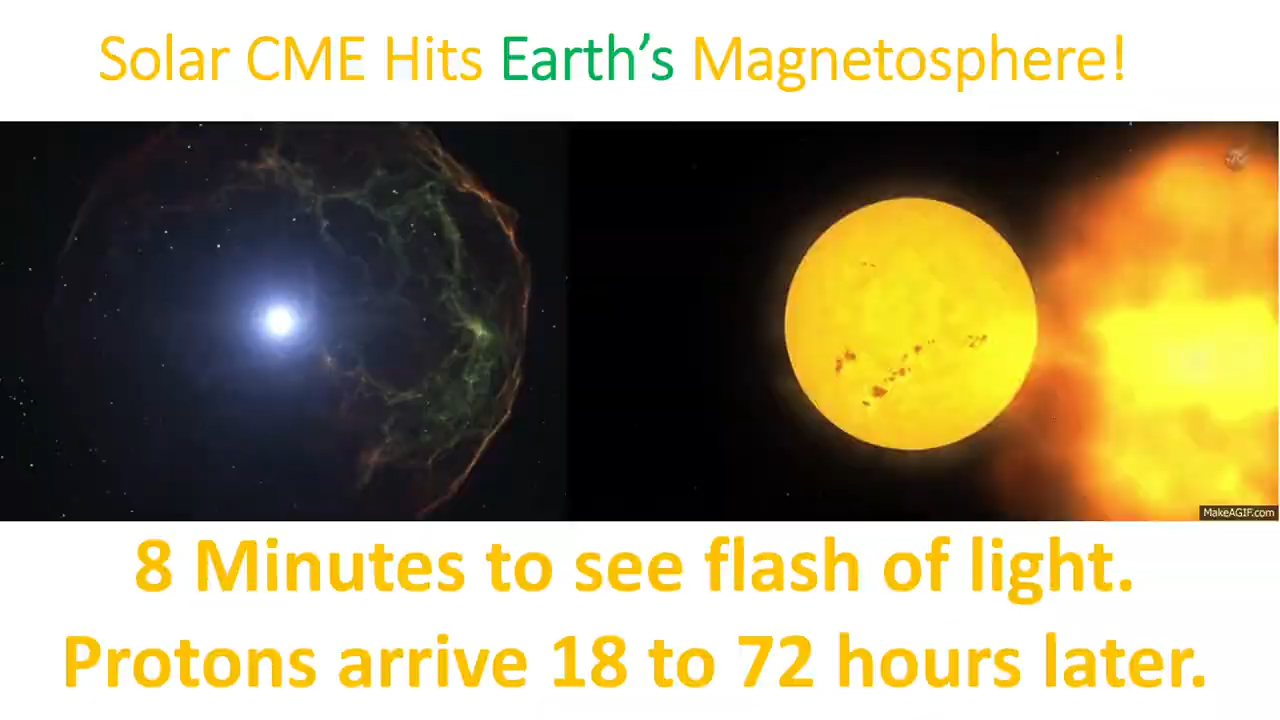 Solar CME Hits Earth’s Magnetosphere!
MakeAGIF.com
8 Minutes to see flash of light.
Protons arrive 18 to 72 hours later.